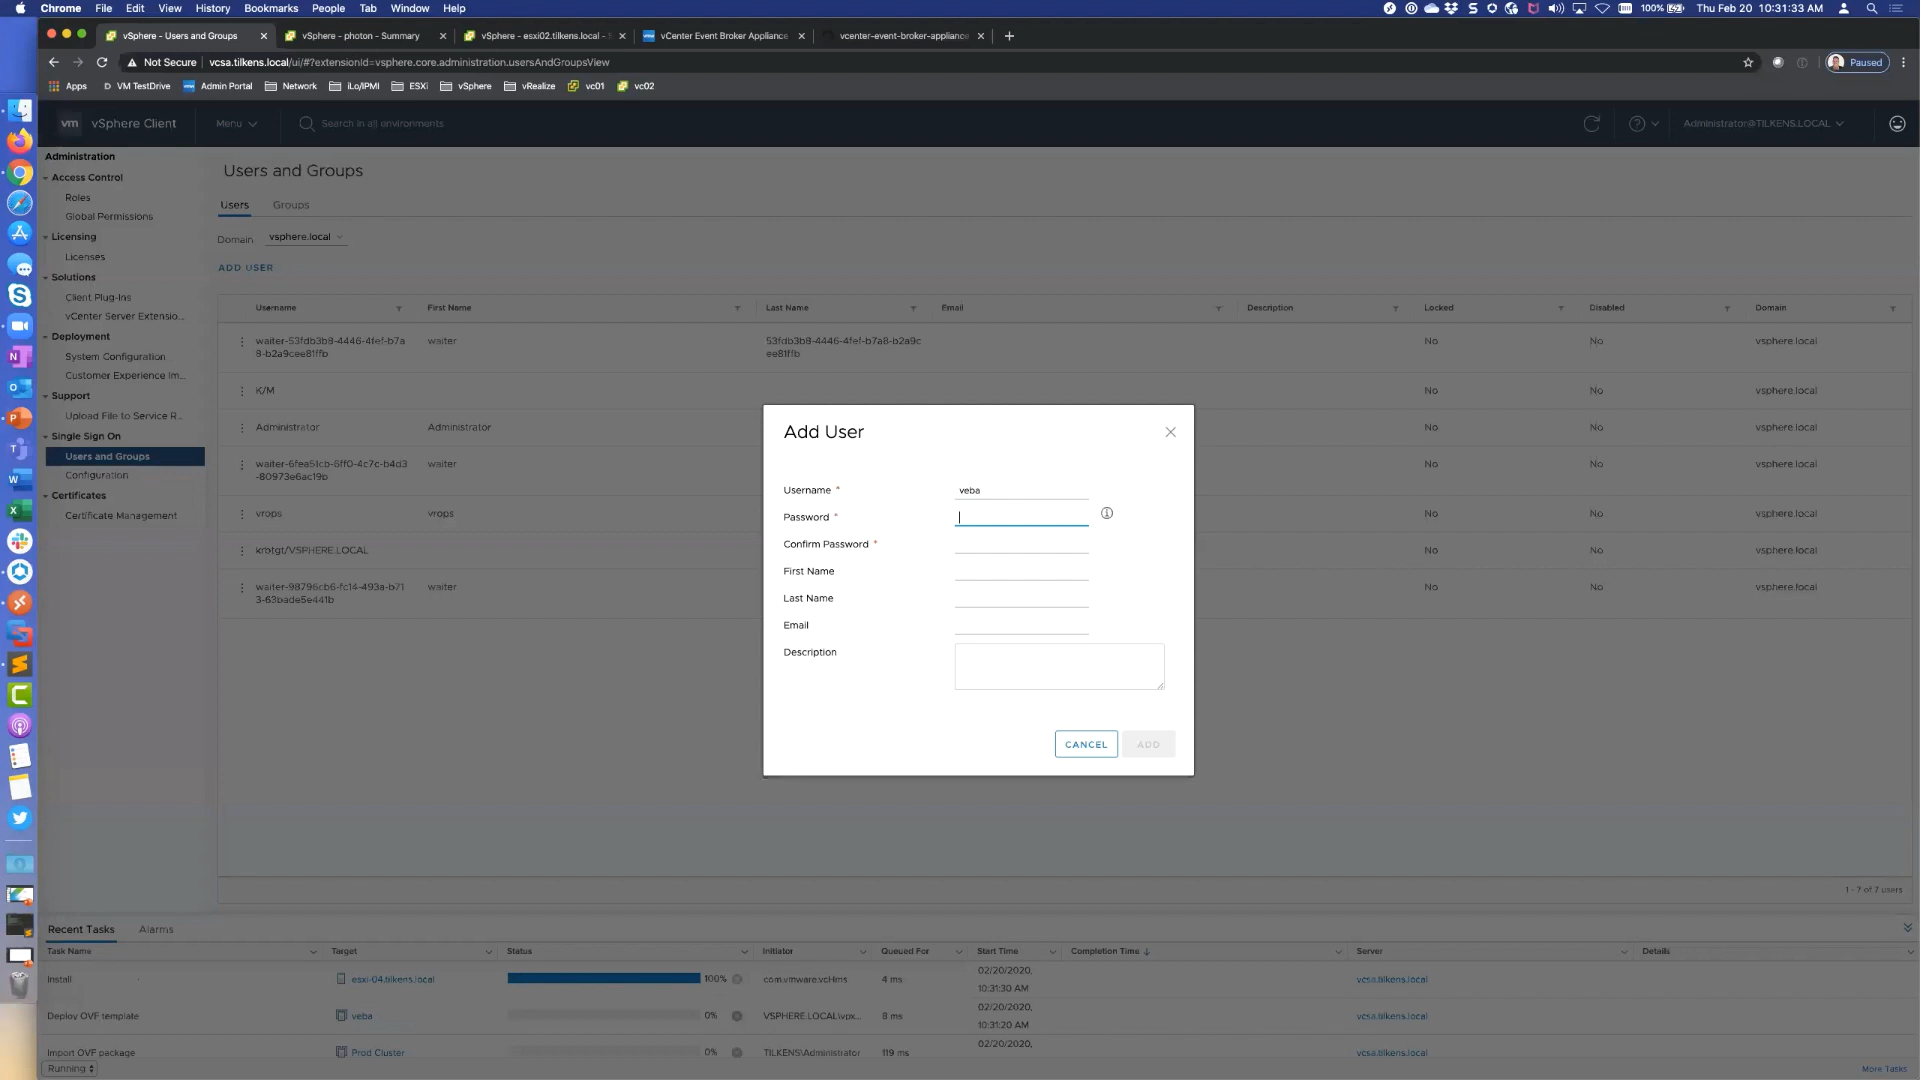 Chrome File Edit View History Bookmarks People Tab Window Help 100% Thu Feb 20 10:31:33 AM
vSphere - Users and Groups vSphere - photon - Summary vSphere - esxi02.tilkens.local - vCenter Event Broker Appliance vcenter-event-broker-appliance
Not Secure vcsa.tilkens.local/ui/#?extensionId=vsphere.core.administration.usersAndGroupsView Paused
Apps VM TestDrive Admin Portal Network iLo/IPMI ESXi vSphere vRealize vc01 vc02
vm vSphere Client Menu Search in all environments Administrator@TILKENS.LOCAL
Administration
Access Control
Roles
Global Permissions
Licensing
Licenses
Solutions
Client Plug-Ins
vCenter Server Extensio...
Deployment
System Configuration
Customer Experience Im...
Support
Upload File to Service R...
Single Sign On
Users and Groups
Configuration
Certificates
Certificate Management
Users and Groups
Users Groups
Domain vsphere.local
ADD USER
Username First Name Last Name Email Description Locked Disabled Domain
waiter-53fdb3b8-4446-4fef-b7a waiter 53fdb3b8-4446-4fef-b7a8-b2a9c No No vsphere.local
8-b2a9cee81ffb ee81ffb
K/M No No vsphere.local
Administrator Administrator No No vsphere.local
waiter-6fea51cb-6ff0-4c7c-b4d3 waiter No No vsphere.local
-80973e6ac19b
vrops vrops No No vsphere.local
krbtgt/VSPHERE.LOCAL No No vsphere.local
waiter-98796cb6-fc14-493a-b71 waiter No No vsphere.local
3-63bade5e441b
1 - 7 of 7 users
Add User
Username * veba
Password *
Confirm Password *
First Name
Last Name
Email
Description
CANCEL ADD
Recent Tasks Alarms
Task Name Target Status Initiator Queued For Start Time Completion Time Server Details
Install esxi-04.tilkens.local 100% com.vmware.vcHms 4 ms 02/20/2020, vcsa.tilkens.local
10:31:30 AM
Deploy OVF template veba 0% VSPHERE.LOCAL\vpx... 8 ms 02/20/2020, vcsa.tilkens.local
10:31:20 AM
Import OVF package Prod Cluster 0% TILKENS\Administrator 119 ms 02/20/2020, vcsa.tilkens.local
Running More Tasks